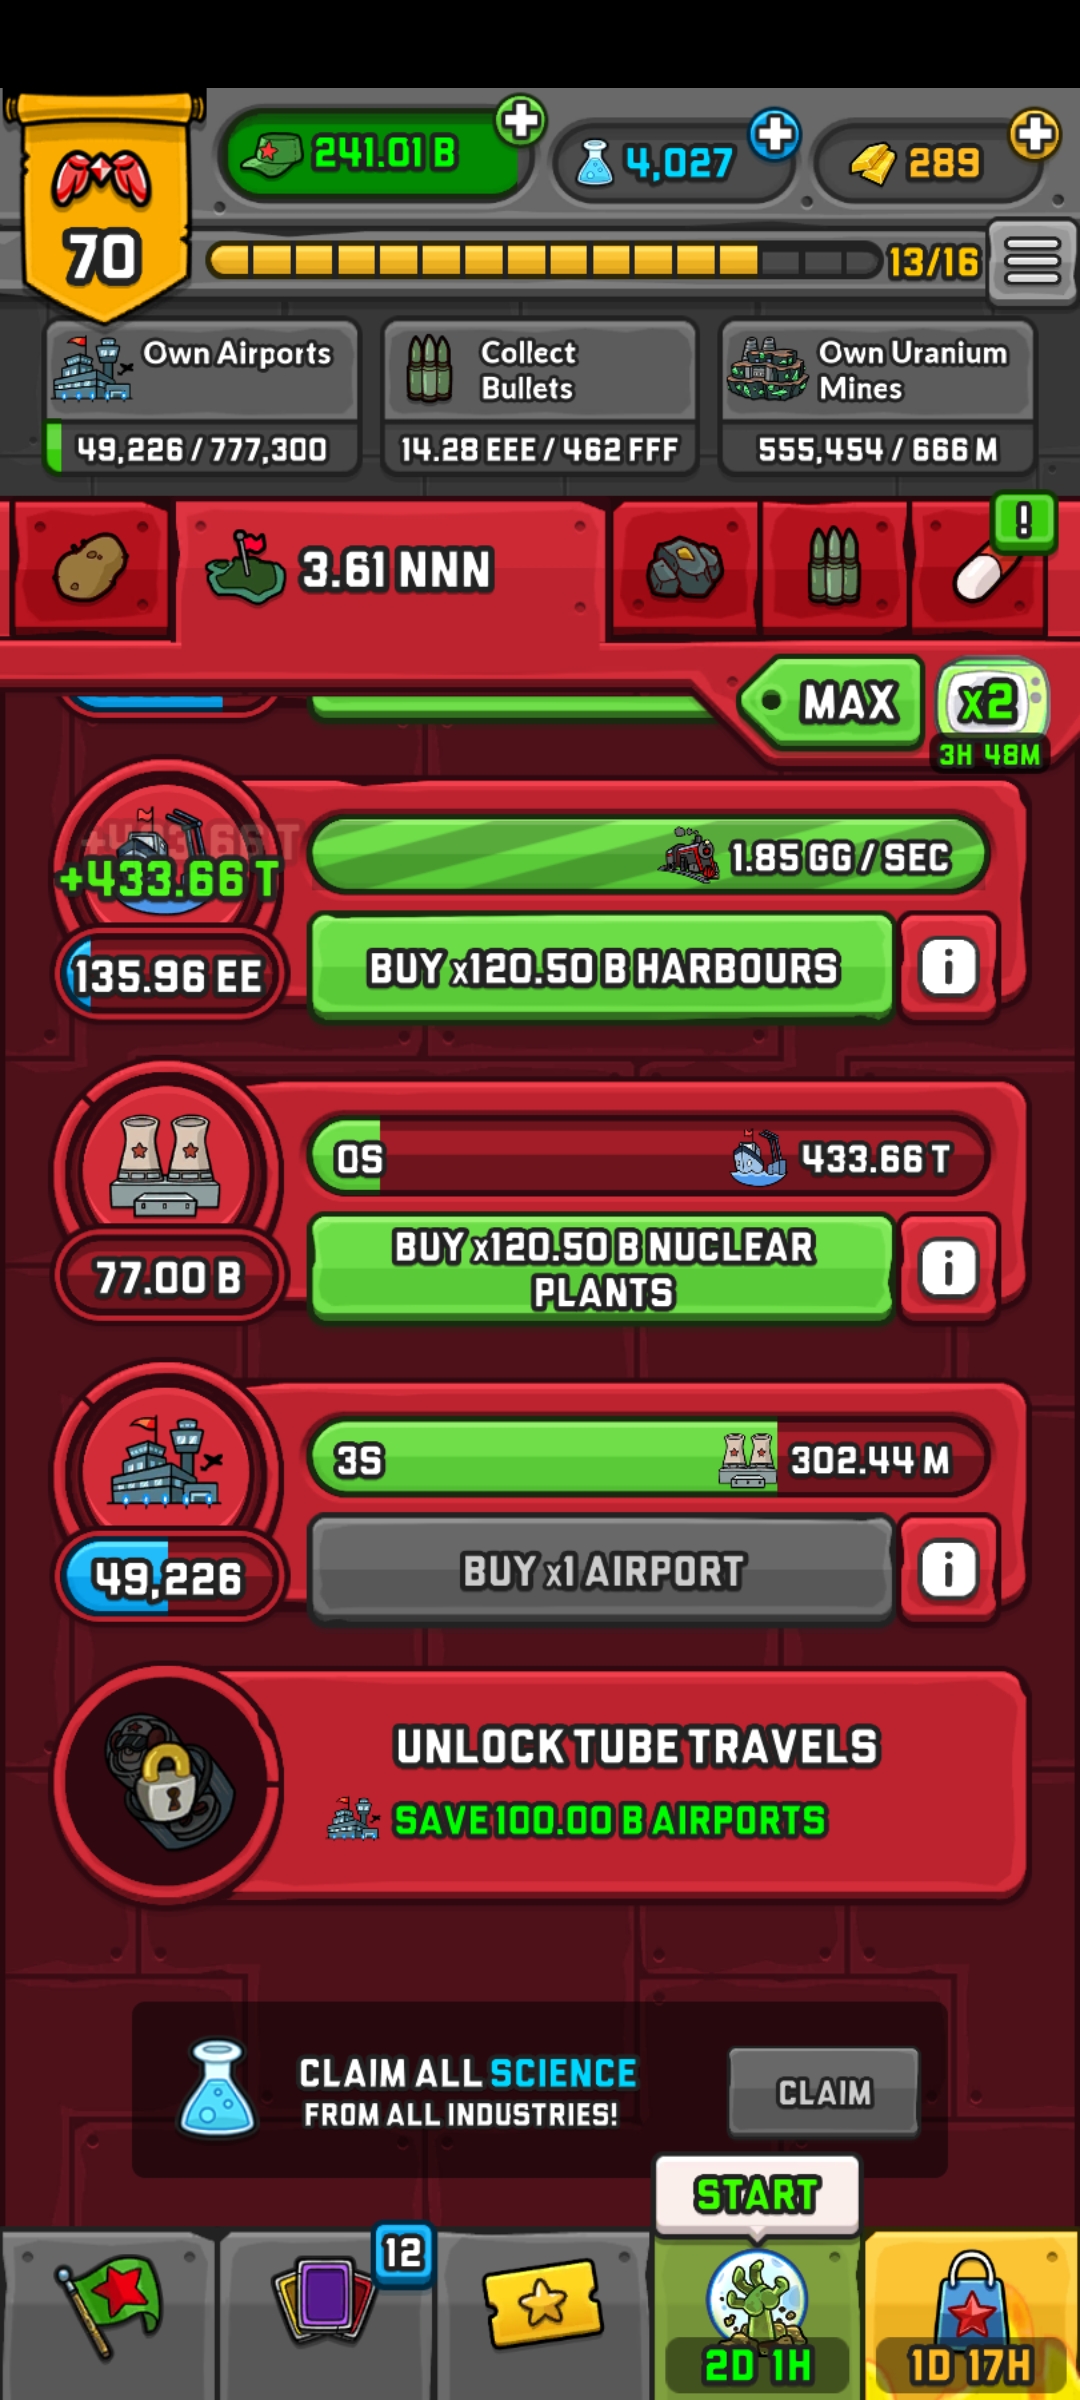 241.01 B
4,027
289
70
13/16
Own Airports
49,226 / 777,300
Collect
Bullets
14.28 EEE / 462 FFF
Own Uranium
Mines
555,454 / 666 M
!
3.61 NNN
MAX
x2
3H 48M
+433.66 T
+433.66 T
1.85 GG / SEC
135.96 EE
BUY x120.50 B HARBOURS
i
0S
433.66 T
77.00 B
BUY x120.50 B NUCLEAR
PLANTS
i
3S
302.44 M
49,226
BUY x1 AIRPORT
i
UNLOCK TUBE TRAVELS
SAVE 100.00 B AIRPORTS
CLAIM ALL SCIENCE
FROM ALL INDUSTRIES!
CLAIM
START
12
2D 1H
1D 17H